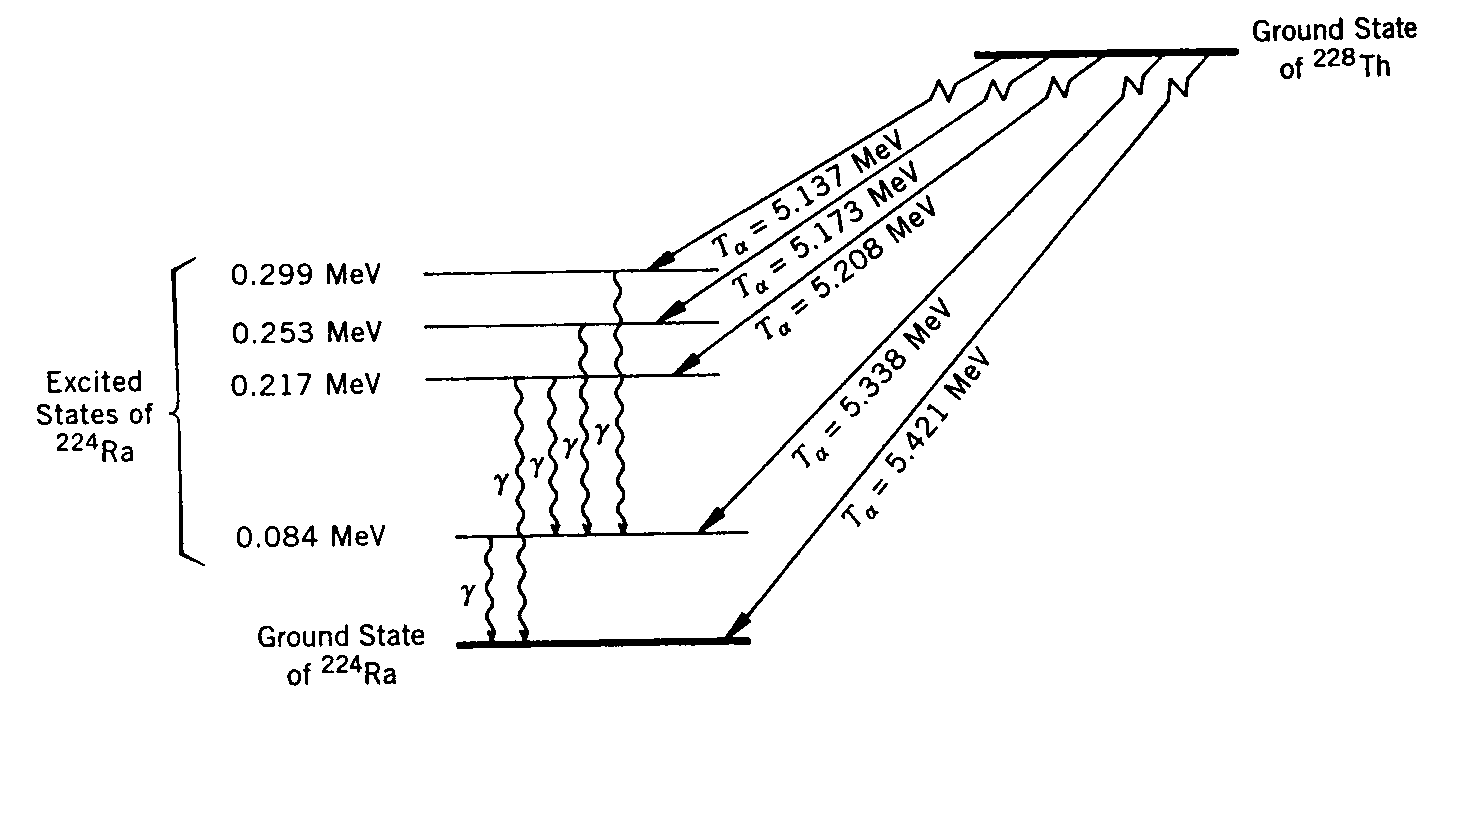 Ground State
of ²²⁸Th
Tα = 5.137 MeV
Tα = 5.173 MeV
Tα = 5.208 MeV
Tα = 5.338 MeV
Tα = 5.421 MeV
0.299 MeV
0.253 MeV
0.217 MeV
Excited
States of
²²⁴Ra
γ γ γ γ
0.084 MeV
γ
Ground State
of ²²⁴Ra